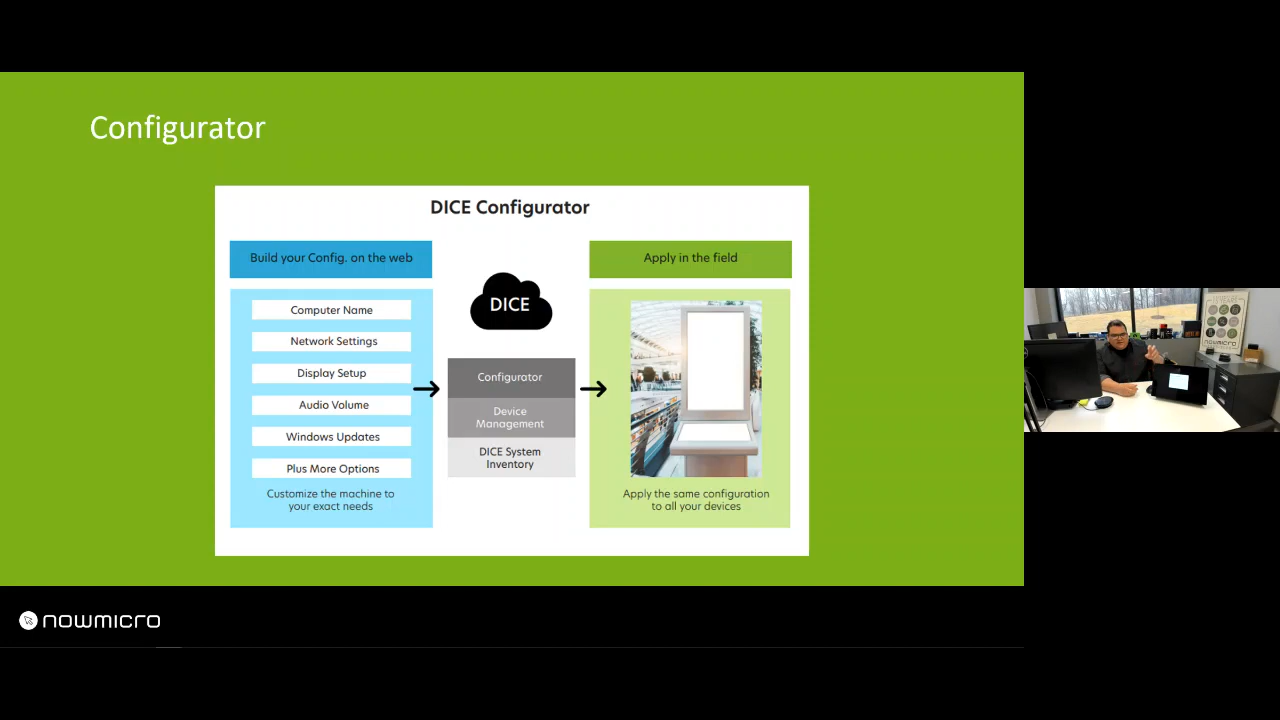 Configurator
DICE Configurator
Build your Config. on the web
Computer Name
Network Settings
Display Setup
Audio Volume
Windows Updates
Plus More Options
Customize the machine to
your exact needs
DICE
Configurator
Device
Management
DICE System
Inventory
Apply in the field
Apply the same configuration
to all your devices
nowmicro
nowmicro